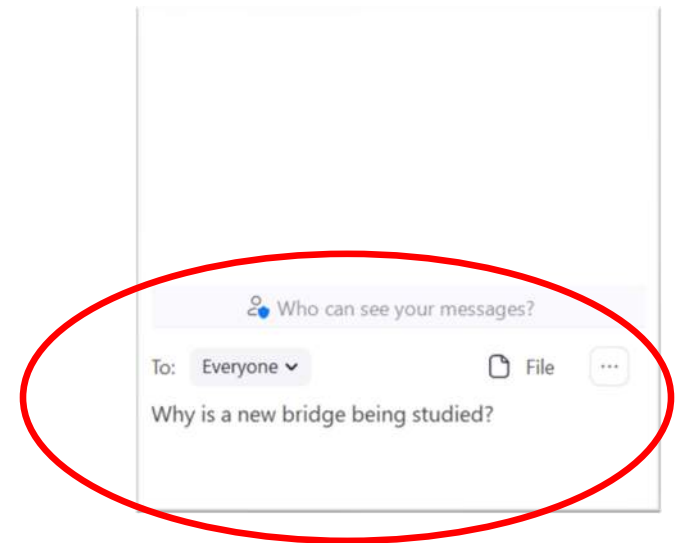 Who can see your messages?
To: Everyone File ...
Why is a new bridge being studied?